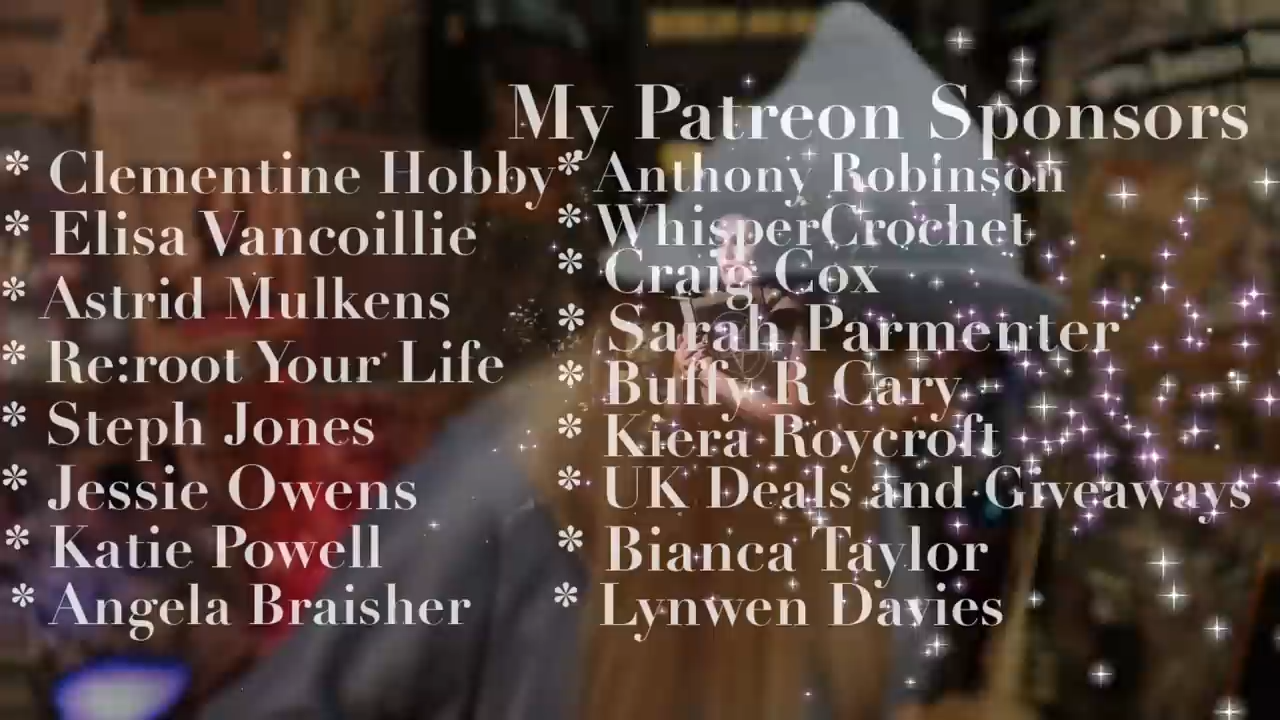 My Patreon Sponsors
* Clementine Hobby
* Elisa Vancoillie
* Astrid Mulkens
* Re:root Your Life
* Steph Jones
* Jessie Owens
* Katie Powell
* Angela Braisher
* Anthony Robinson
* WhisperCrochet
* Craig Cox
* Sarah Parmenter
* Buffy R Cary
* Kiera Roycroft
* UK Deals and Giveaways
* Bianca Taylor
* Lynwen Davies